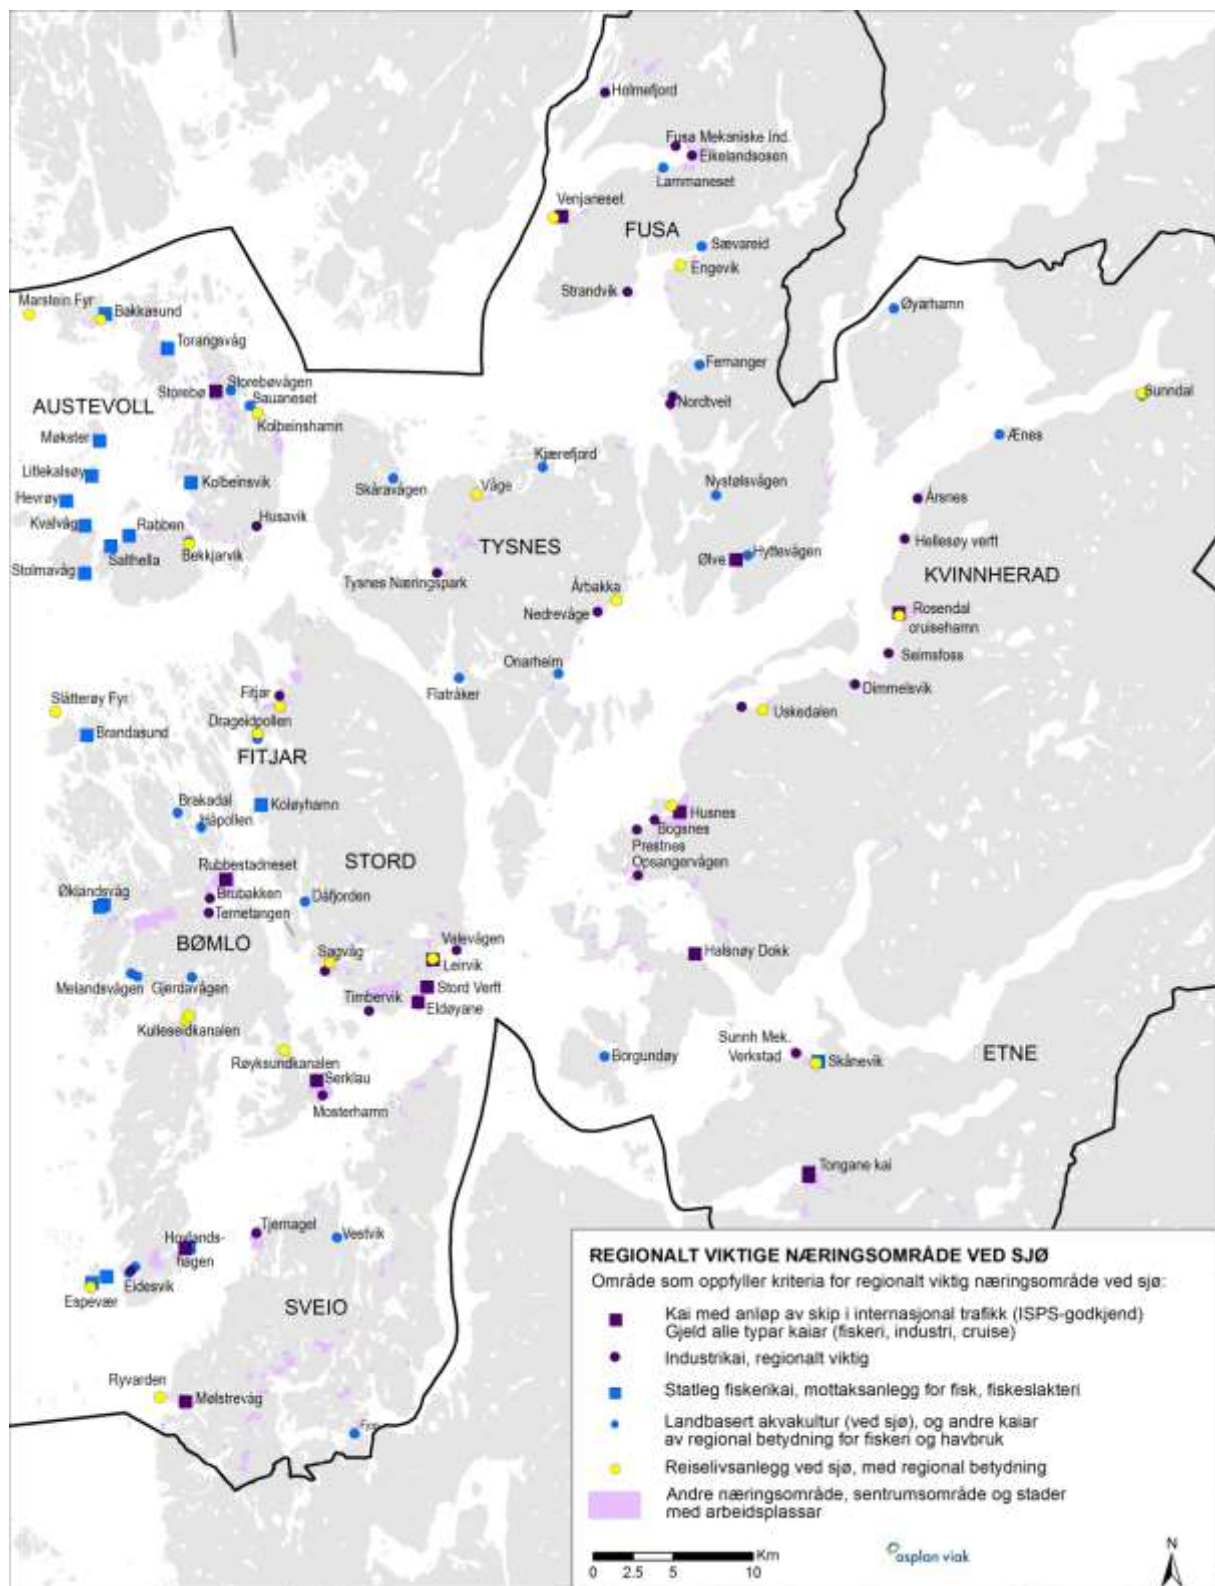 Holmefjord
Fusa Mekaniske Ind.
Eikelandsosen
Lammaneset
Venjaneset
FUSA
Sævareid
Engevik
Strandvik
Øyarhamn
Marstein Fyr
Bakkasund
Torangsvåg
Femanger
Storebø
Storebøvågen
Sauaneset
Nordtveit
Sunndal
AUSTEVOLL
Kolbeinshamn
Møkster
Ænes
Kjærefjord
Litlekalsøy
Kolbeinsvik
Skåravågen
Våge
Nystølsvågen
Hevrøy
Årsnes
Kvalvåg
Rabben
Husavik
Hellesøy verft
Salthella
Bekkjarvik
TYSNES
Ølve
Hyttevågen
Stolmavåg
Tysnes Næringspark
KVINNHERAD
Årbakka
Nedrevåge
Rosendal
cruisehamn
Seimsfoss
Onarheim
Flatråker
Dimmelsvik
Fitjar
Slåtterøy Fyr
Uskedalen
Drageidpollen
Brandasund
FITJAR
Brakadal
Koløyhamn
Håpollen
Husnes
Bogsnes
Prestnes
Opsangervågen
STORD
Rubbestadneset
Øklandsvåg
Brubakken
Dåfjorden
Ternetangen
BØMLO
Sagvåg
Valevågen
Leirvik
Halsnøy Dokk
Melandsvågen
Gjerdavågen
Stord Verft
Timbervik
Eldøyane
Kulleseidkanalen
Sunnh Mek.
Verkstad
Skånevik
ETNE
Borgundøy
Røyksundkanalen
Serklau
Mosterhamn
Tongane kai
Tjernagel
Vestvik
Hovlands-
hagen
Eidesvik
Espevær
SVEIO
Ryvarden
Mølstrevåg
REGIONALT VIKTIGE NÆRINGSOMRÅDE VED SJØ
Område som oppfyller kriteria for regionalt viktig næringsområde ved sjø:
Kai med anløp av skip i internasjonal trafikk (ISPS-godkjend)
Gjeld alle typar kaiar (fiskeri, industri, cruise)
Industrikai, regionalt viktig
Statleg fiskerikai, mottaksanlegg for fisk, fiskeslakteri
Landbasert akvakultur (ved sjø), og andre kaiar
av regional betydning for fiskeri og havbruk
Reiselivsanlegg ved sjø, med regional betydning
Andre næringsområde, sentrumsområde og stader
med arbeidsplassar
Km
0 2.5 5 10
asplan viak
N